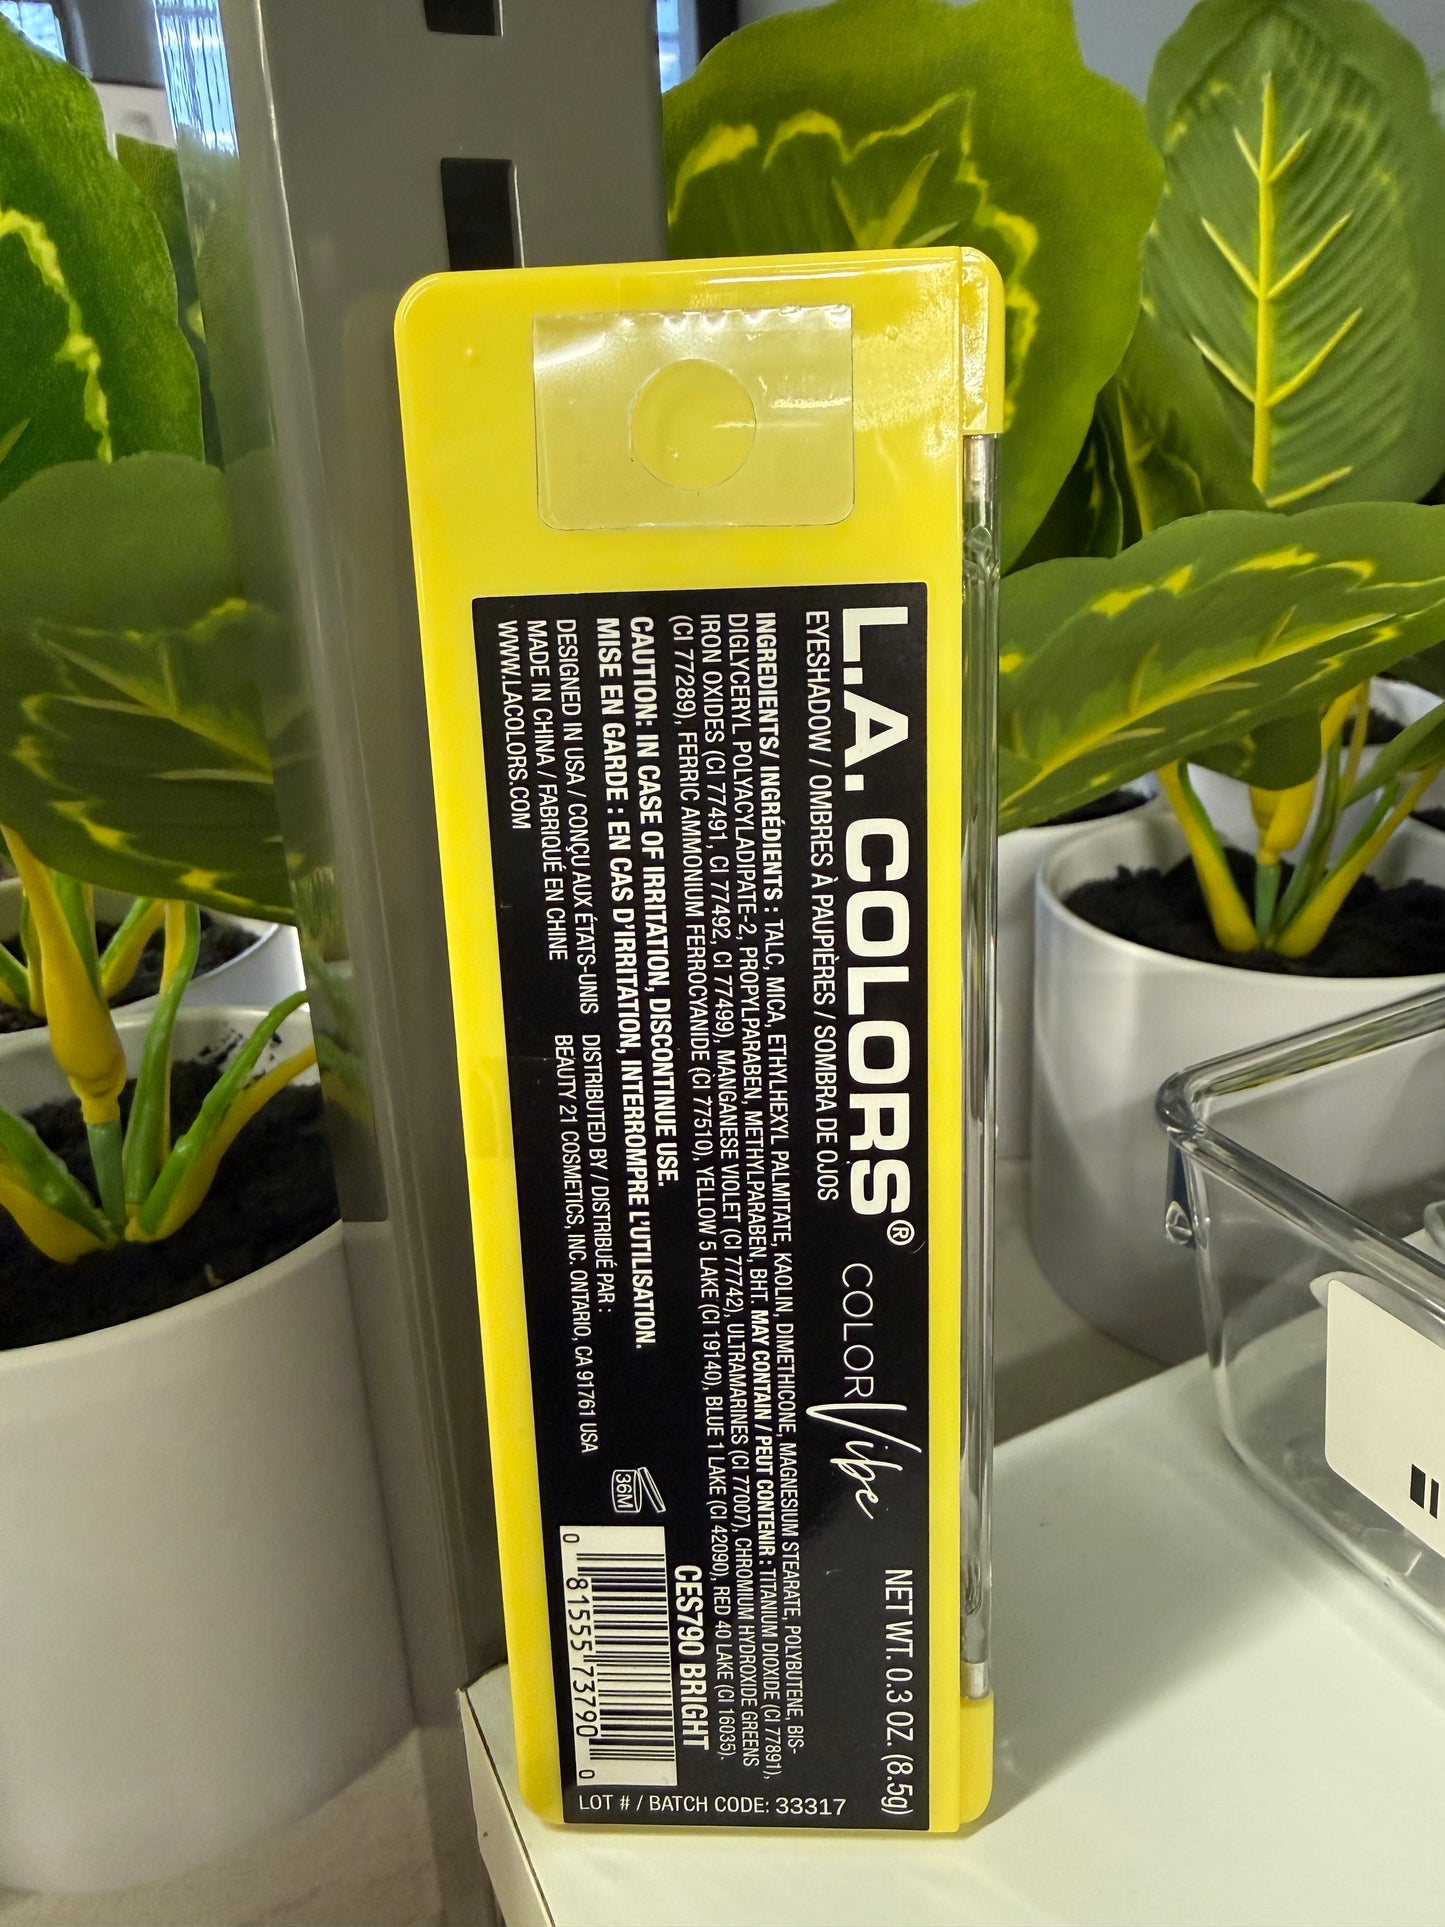 L.A. COLORS® COLOR Vibe
NET WT. 0.3 OZ. (8.5g)
EYESHADOW / OMBRES À PAUPIÈRES / SOMBRA DE OJOS
INGREDIENTS/ INGRÉDIENTS : TALC, MICA, ETHYLHEXYL PALMITATE, KAOLIN, DIMETHICONE, MAGNESIUM STEARATE, POLYBUTENE, BIS-
DIGLYCERYL POLYACYLADIPATE-2, PROPYLPARABEN, METHYLPARABEN, BHT. MAY CONTAIN / PEUT CONTENIR : TITANIUM DIOXIDE (CI 77891),
IRON OXIDES (CI 77491, CI 77492, CI 77499), MANGANESE VIOLET (CI 77742), ULTRAMARINES (CI 77007), CHROMIUM HYDROXIDE GREENS
(CI 77289), FERRIC AMMONIUM FERROCYANIDE (CI 77510), YELLOW 5 LAKE (CI 19140), BLUE 1 LAKE (CI 42090), RED 40 LAKE (CI 16035).
CAUTION: IN CASE OF IRRITATION, DISCONTINUE USE.
MISE EN GARDE : EN CAS D'IRRITATION, INTERROMPRE L'UTILISATION.
DESIGNED IN USA / CONÇU AUX ÉTATS-UNIS
MADE IN CHINA / FABRIQUÉ EN CHINE
WWW.LACOLORS.COM
DISTRIBUTED BY / DISTRIBUÉ PAR :
BEAUTY 21 COSMETICS, INC. ONTARIO, CA 91761 USA
36M
CES790 BRIGHT
0 81555 73790 0
LOT # / BATCH CODE: 33317